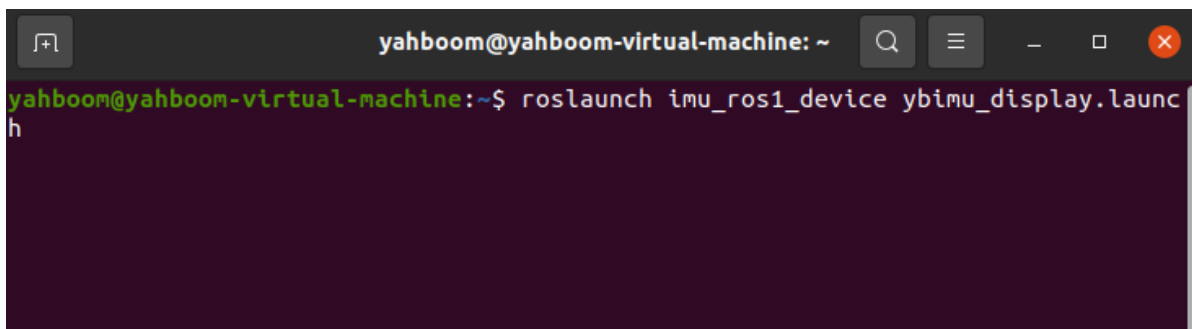 yahboom@yahboom-virtual-machine: ~
yahboom@yahboom-virtual-machine:~$ roslaunch imu_ros1_device ybimu_display.launc
h